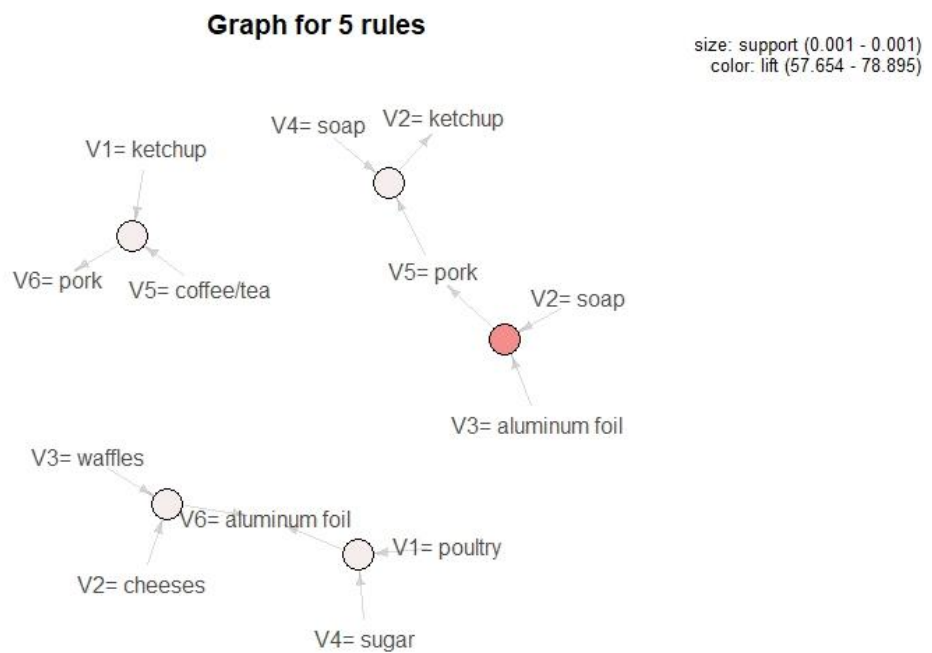 Graph for 5 rules
size: support (0.001 - 0.001)
color: lift (57.654 - 78.895)
V2= ketchup
V4= soap
V1= ketchup
V5= pork
V6= pork
V5= coffee/tea
V2= soap
V3= aluminum foil
V3= waffles
V6= aluminum foil
V1= poultry
V2= cheeses
V4= sugar